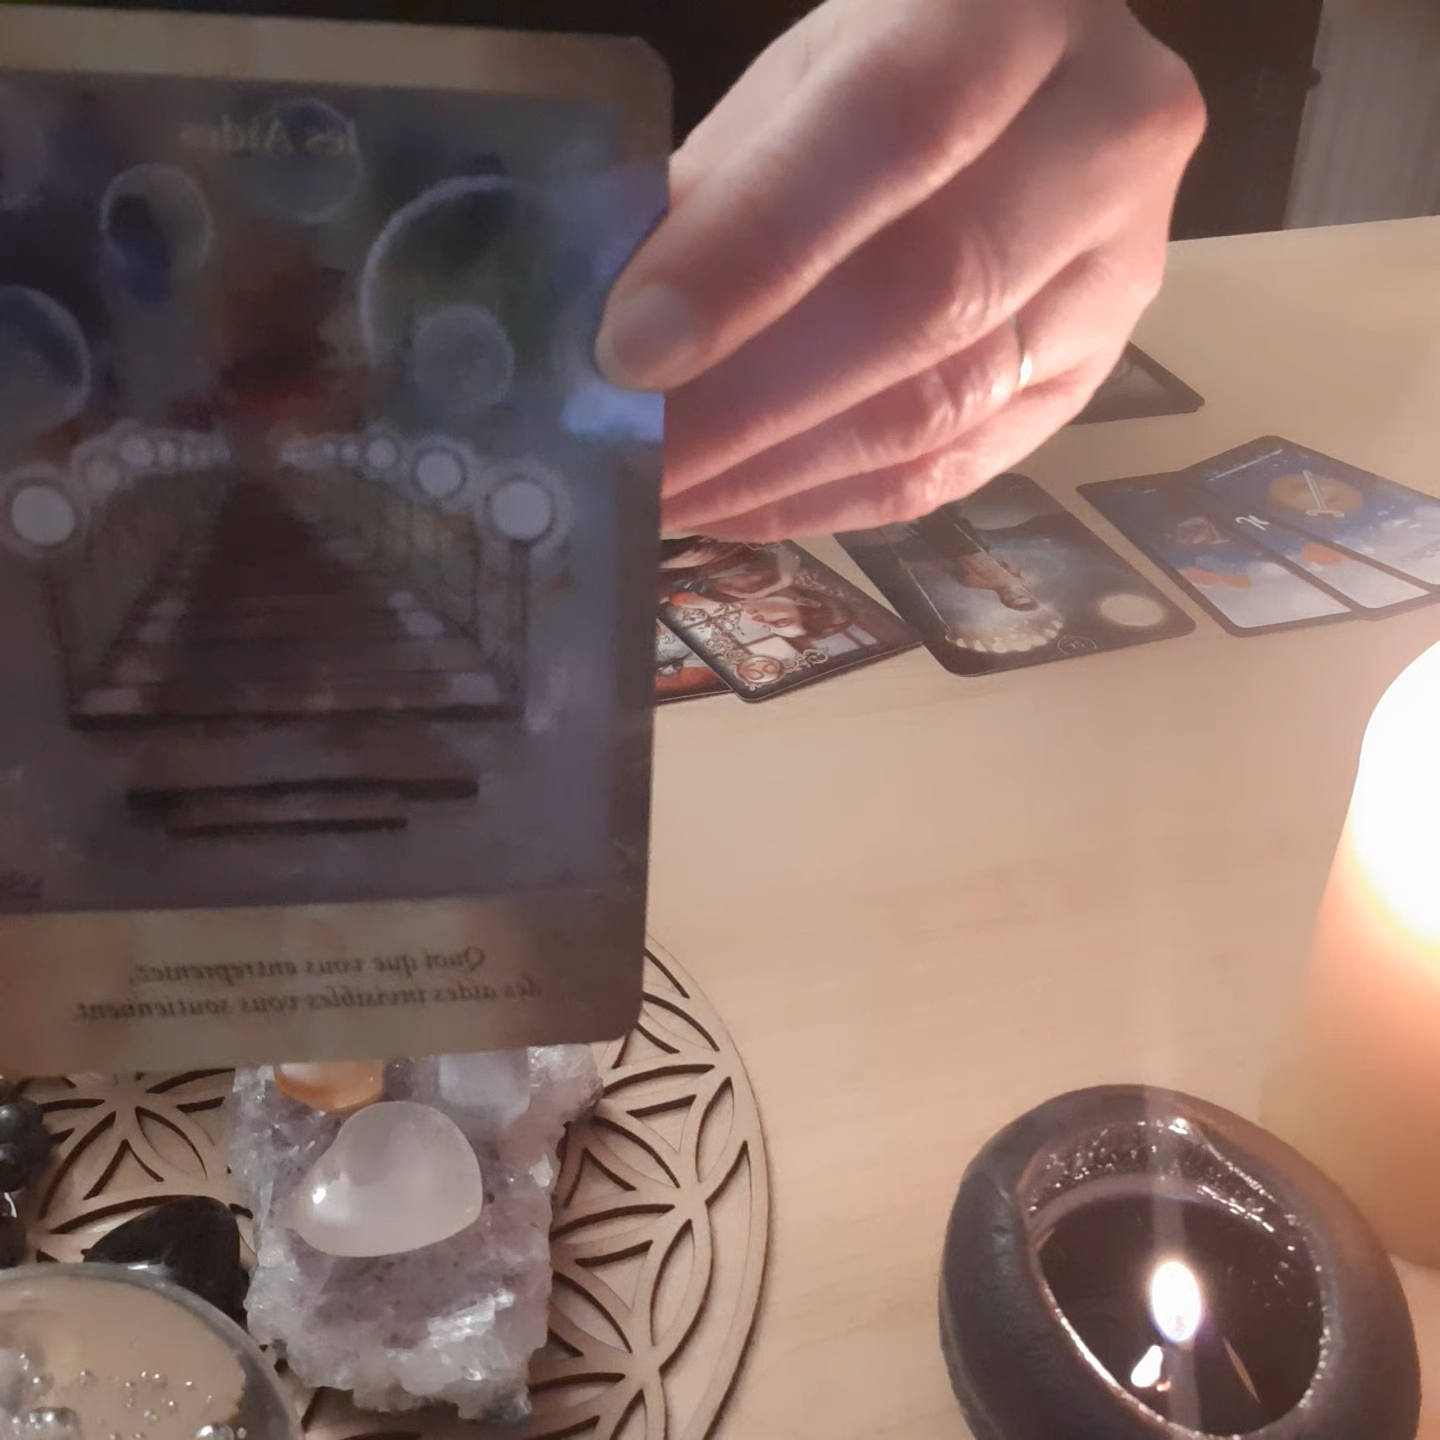 les Aides
Quoi que vous entrepreniez,
des aides invisibles vous soutiennent.